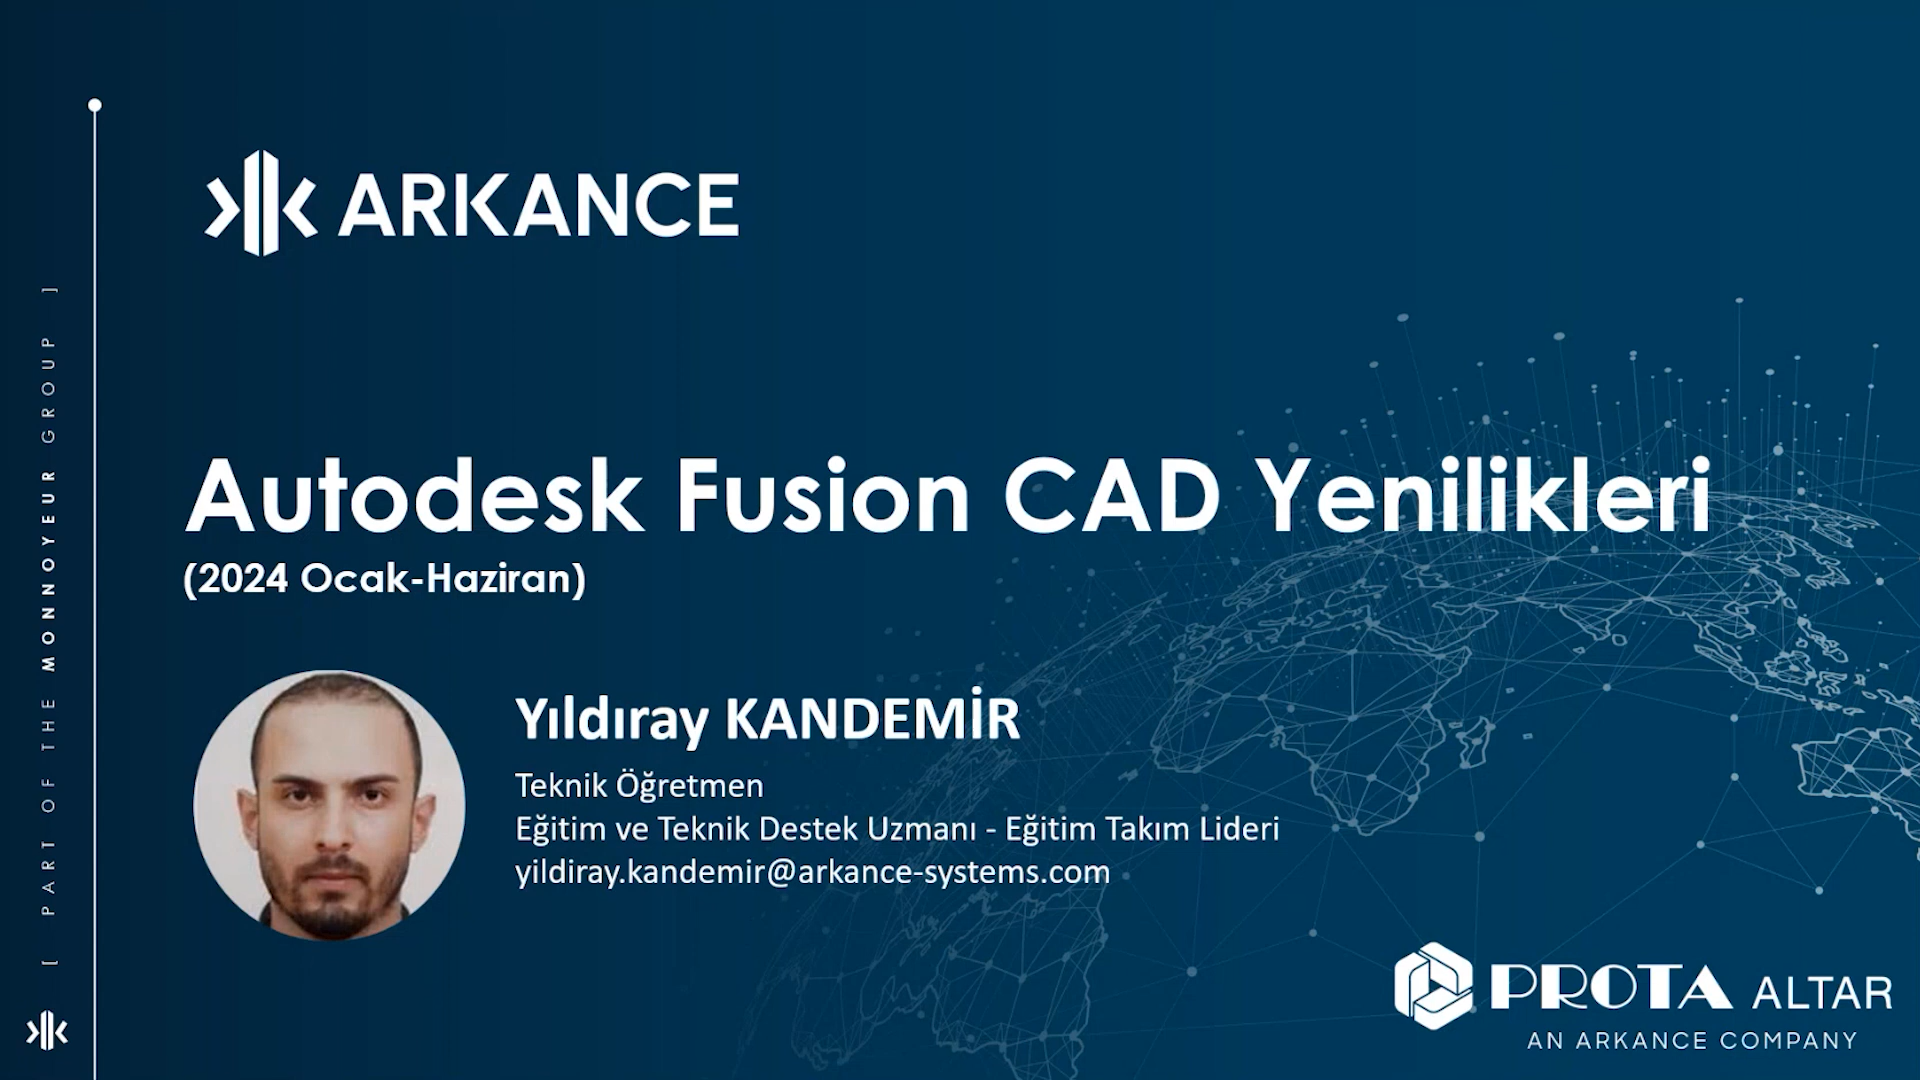 ARKANCE
[ PART OF THE MONNOYEUR GROUP ]
Autodesk Fusion CAD Yenilikleri
(2024 Ocak-Haziran)
Yıldıray KANDEMİR
Teknik Öğretmen
Eğitim ve Teknik Destek Uzmanı - Eğitim Takım Lideri
yildiray.kandemir@arkance-systems.com
PROTA ALTAR
AN ARKANCE COMPANY